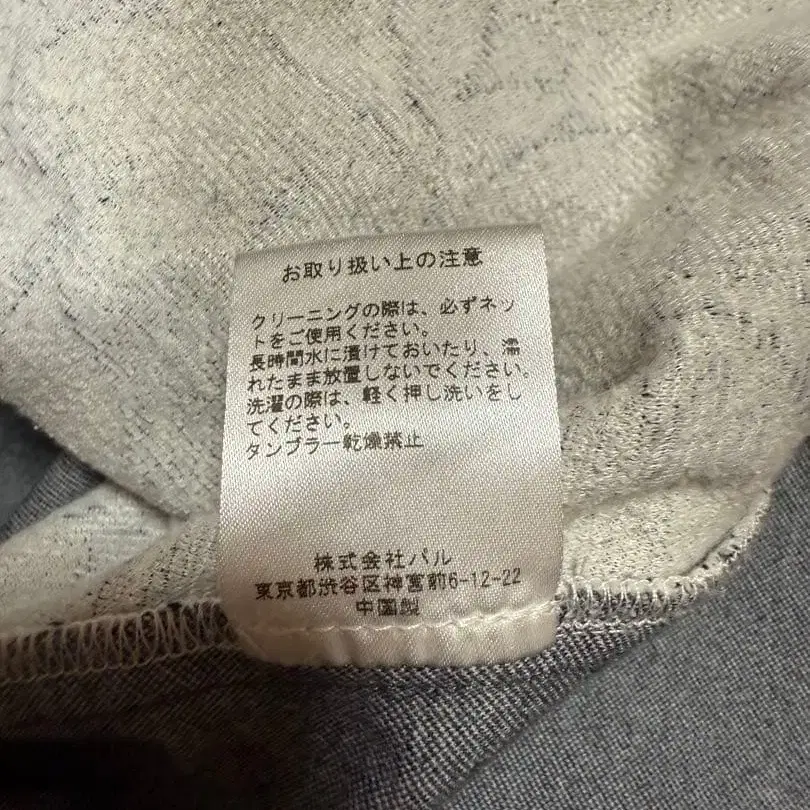 お取り扱い上の注意
クリーニングの際は、必ずネッ
トをご使用ください。
長時間水に漬けておいたり、濡
れたまま放置しないでください.
洗濯の際は、軽く押し洗いをし
てください。
タンブラー乾燥禁止
株式会社パル
東京都渋谷区神宮前6-12-22
中国製